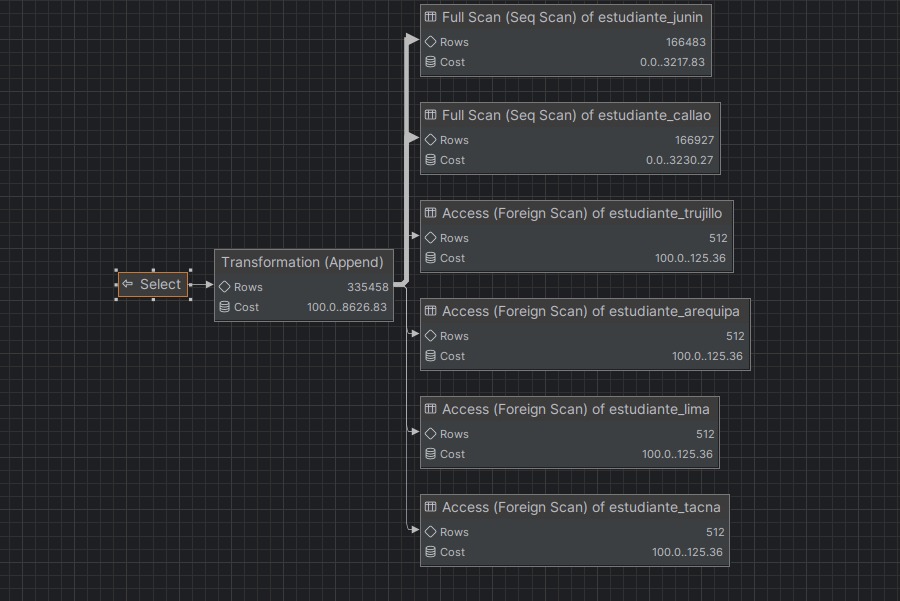 Full Scan (Seq Scan) of estudiante_junin
Rows 166483
Cost 0.0..3217.83
Full Scan (Seq Scan) of estudiante_callao
Rows 166927
Cost 0.0..3230.27
Access (Foreign Scan) of estudiante_trujillo
Rows 512
Cost 100.0..125.36
Select
Transformation (Append)
Rows 335458
Cost 100.0..8626.83
Access (Foreign Scan) of estudiante_arequipa
Rows 512
Cost 100.0..125.36
Access (Foreign Scan) of estudiante_lima
Rows 512
Cost 100.0..125.36
Access (Foreign Scan) of estudiante_tacna
Rows 512
Cost 100.0..125.36